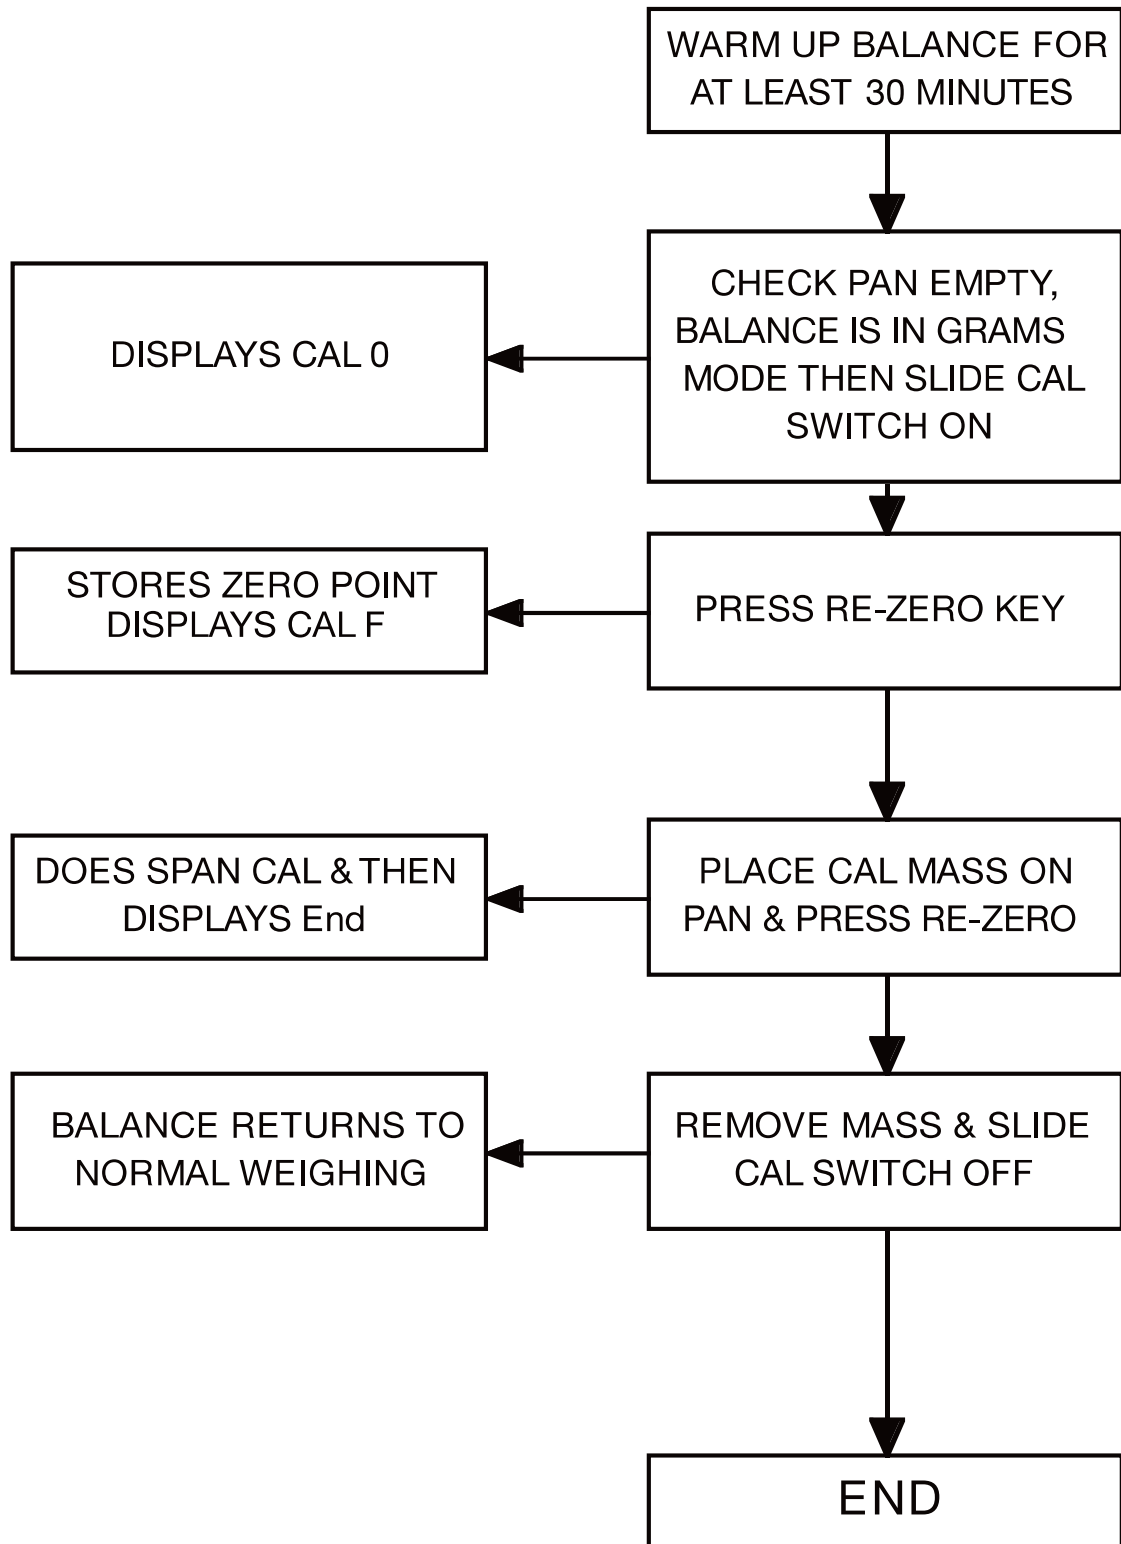 WARM UP BALANCE FOR
AT LEAST 30 MINUTES
CHECK PAN EMPTY,
BALANCE IS IN GRAMS
MODE THEN SLIDE CAL
SWITCH ON
DISPLAYS CAL 0
PRESS RE-ZERO KEY
STORES ZERO POINT
DISPLAYS CAL F
PLACE CAL MASS ON
PAN & PRESS RE-ZERO
DOES SPAN CAL & THEN
DISPLAYS End
REMOVE MASS & SLIDE
CAL SWITCH OFF
BALANCE RETURNS TO
NORMAL WEIGHING
END